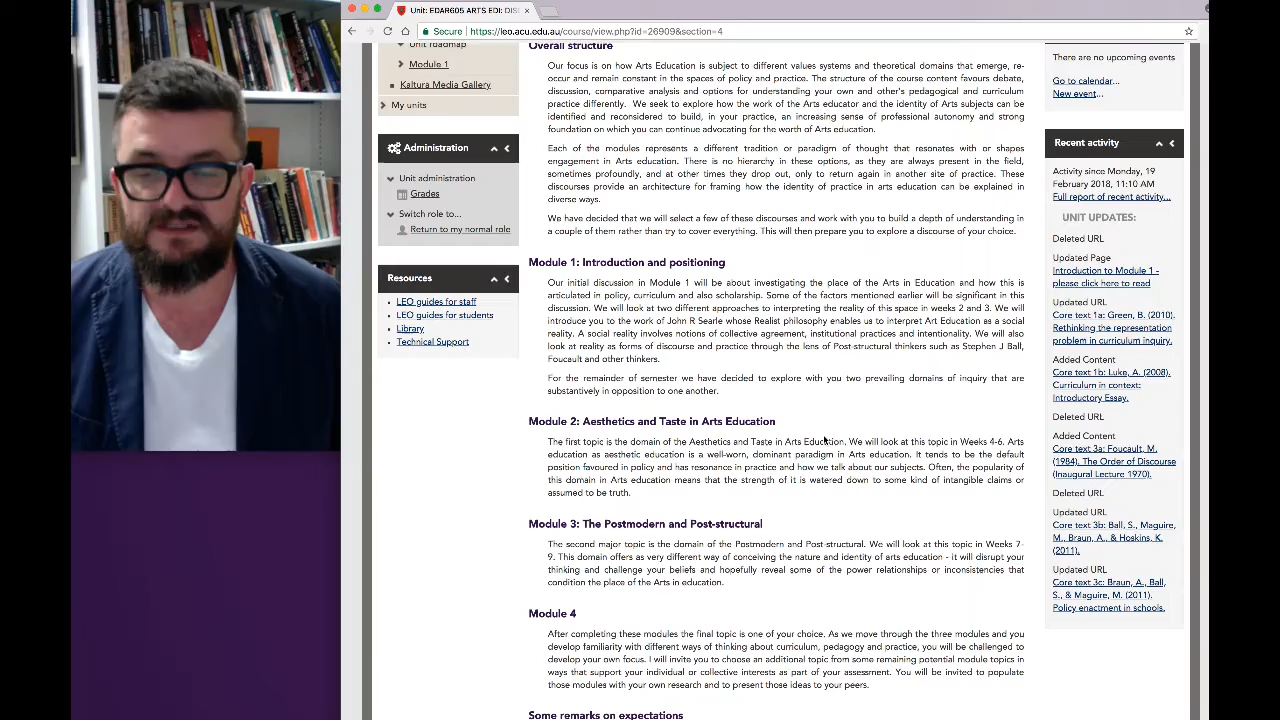 Unit: EDAR605 ARTS EDI: DIS
Secure
https://leo.acu.edu.au/course/view.php?id=26909&section=4
Unit roadmap
Module 1
Kaltura Media Gallery
My units
Administration
Unit administration
Grades
Switch role to...
Return to my normal role
Resources
LEO guides for staff
LEO guides for students
Library
Technical Support
Overall structure
Our focus is on how Arts Education is subject to different values systems and theoretical domains that emerge, re-
occur and remain constant in the spaces of policy and practice. The structure of the course content favours debate,
discussion, comparative analysis and options for understanding your own and other's pedagogical and curriculum
practice differently. We seek to explore how the work of the Arts educator and the identity of Arts subjects can be
identified and reconsidered to build, in your practice, an increasing sense of professional autonomy and strong
foundation on which you can continue advocating for the worth of Arts education.
Each of the modules represents a different tradition or paradigm of thought that resonates with or shapes
engagement in Arts education. There is no hierarchy in these options, as they are always present in the field,
sometimes profoundly, and at other times they drop out, only to return again in another site of practice. These
discourses provide an architecture for framing how the identity of practice in arts education can be explained in
diverse ways.
We have decided that we will select a few of these discourses and work with you to build a depth of understanding in
a couple of them rather than try to cover everything. This will then prepare you to explore a discourse of your choice.
Module 1: Introduction and positioning
Our initial discussion in Module 1 will be about investigating the place of the Arts in Education and how this is
articulated in policy, curriculum and also scholarship. Some of the factors mentioned earlier will be significant in this
discussion. We will look at two different approaches to interpreting the reality of this space in weeks 2 and 3. We will
introduce you to the work of John R Searle whose Realist philosophy enables us to interpret Art Education as a social
reality. A social reality involves notions of collective agreement, institutional practices and intentionality. We will also
look at reality as forms of discourse and practice through the lens of Post-structural thinkers such as Stephen J Ball,
Foucault and other thinkers.
For the remainder of semester we have decided to explore with you two prevailing domains of inquiry that are
substantively in opposition to one another.
Module 2: Aesthetics and Taste in Arts Education
The first topic is the domain of the Aesthetics and Taste in Arts Education. We will look at this topic in Weeks 4-6. Arts
education as aesthetic education is a well-worn, dominant paradigm in Arts education. It tends to be the default
position favoured in policy and has resonance in practice and how we talk about our subjects. Often, the popularity of
this domain in Arts education means that the strength of it is watered down to some kind of intangible claims or
assumed to be truth.
Module 3: The Postmodern and Post-structural
The second major topic is the domain of the Postmodern and Post-structural. We will look at this topic in Weeks 7-
9. This domain offers as very different way of conceiving the nature and identity of arts education - it will disrupt your
thinking and challenge your beliefs and hopefully reveal some of the power relationships or inconsistencies that
condition the place of the Arts in education.
Module 4
After completing these modules the final topic is one of your choice. As we move through the three modules and you
develop familiarity with different ways of thinking about curriculum, pedagogy and practice, you will be challenged to
develop your own focus. I will invite you to choose an additional topic from some remaining potential module topics in
ways that support your individual or collective interests as part of your assessment. You will be invited to populate
those modules with your own research and to present those ideas to your peers.
Some remarks on expectations
There are no upcoming events
Go to calendar...
New event...
Recent activity
Activity since Monday, 19
February 2018, 11:10 AM
Full report of recent activity...
UNIT UPDATES:
Deleted URL
Updated Page
Introduction to Module 1 -
please click here to read
Updated URL
Core text 1a: Green, B. (2010).
Rethinking the representation
problem in curriculum inquiry.
Added Content
Core text 1b: Luke, A. (2008).
Curriculum in context:
Introductory Essay.
Deleted URL
Added Content
Core text 3a: Foucault, M.
(1984). The Order of Discourse
(Inaugural Lecture 1970).
Deleted URL
Updated URL
Core text 3b: Ball, S., Maguire,
M., Braun, A., & Hoskins, K.
(2011).
Updated URL
Core text 3c: Braun, A., Ball,
S., & Maguire, M. (2011).
Policy enactment in schools.